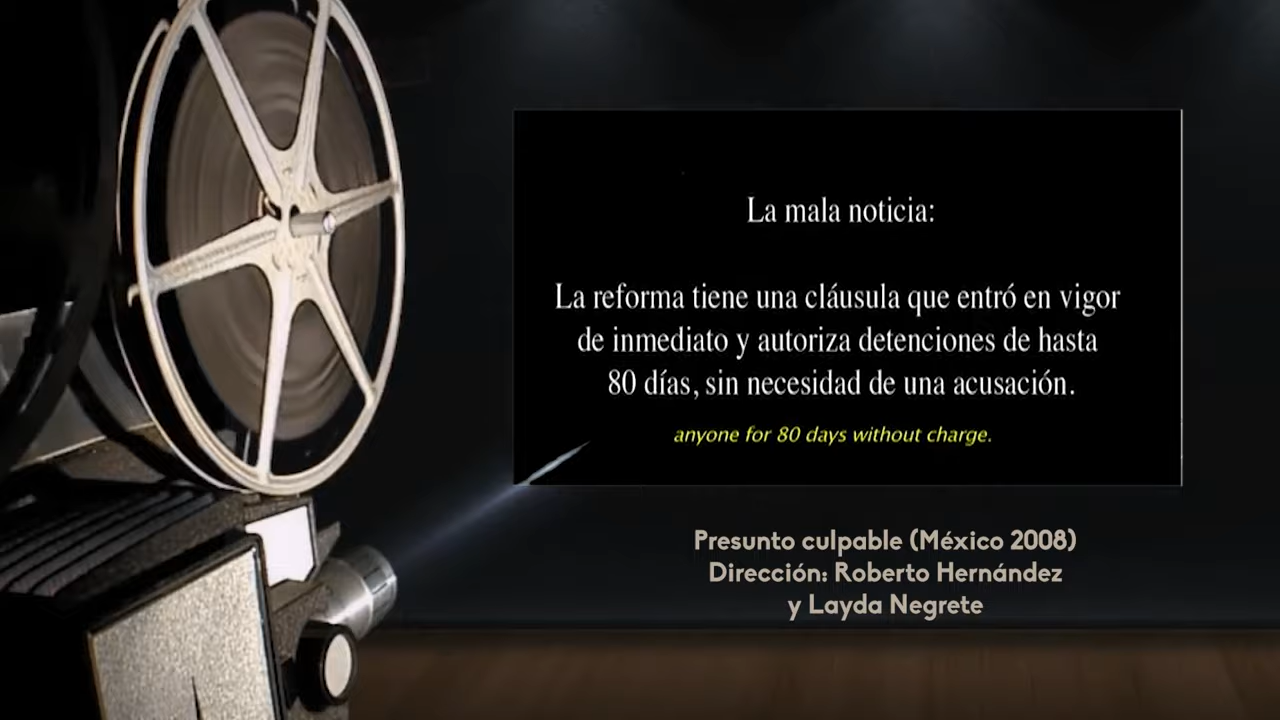 La mala noticia:
La reforma tiene una cláusula que entró en vigor
de inmediato y autoriza detenciones de hasta
80 días, sin necesidad de una acusación.
anyone for 80 days without charge.
Presunto culpable (México 2008)
Dirección: Roberto Hernández
y Layda Negrete